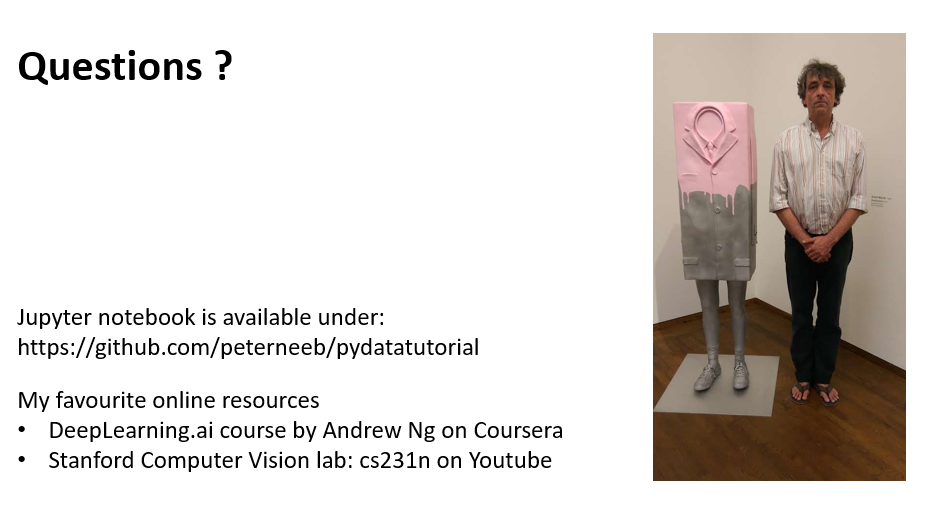 Questions ?
Jupyter notebook is available under:
https://github.com/peterneeb/pydatatutorial
My favourite online resources
• DeepLearning.ai course by Andrew Ng on Coursera
• Stanford Computer Vision lab: cs231n on Youtube